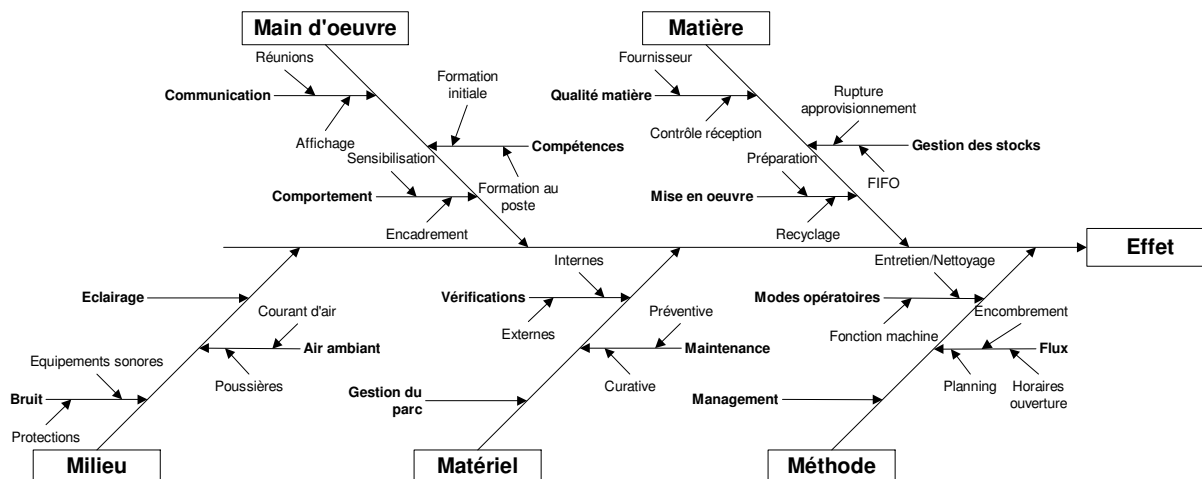 Main d'oeuvre
Matière
Réunions
Fournisseur
Formation
initiale
Rupture
approvisionnement
Communication
Qualité matière
Affichage
Contrôle réception
Compétences
Gestion des stocks
Sensibilisation
Préparation
Formation au
poste
FIFO
Comportement
Mise en oeuvre
Encadrement
Recyclage
Effet
Internes
Entretien/Nettoyage
Eclairage
Vérifications
Modes opératoires
Courant d'air
Externes
Préventive
Fonction machine
Encombrement
Air ambiant
Maintenance
Flux
Equipements sonores
Poussières
Curative
Planning
Horaires
ouverture
Bruit
Gestion du
parc
Management
Protections
Milieu
Matériel
Méthode